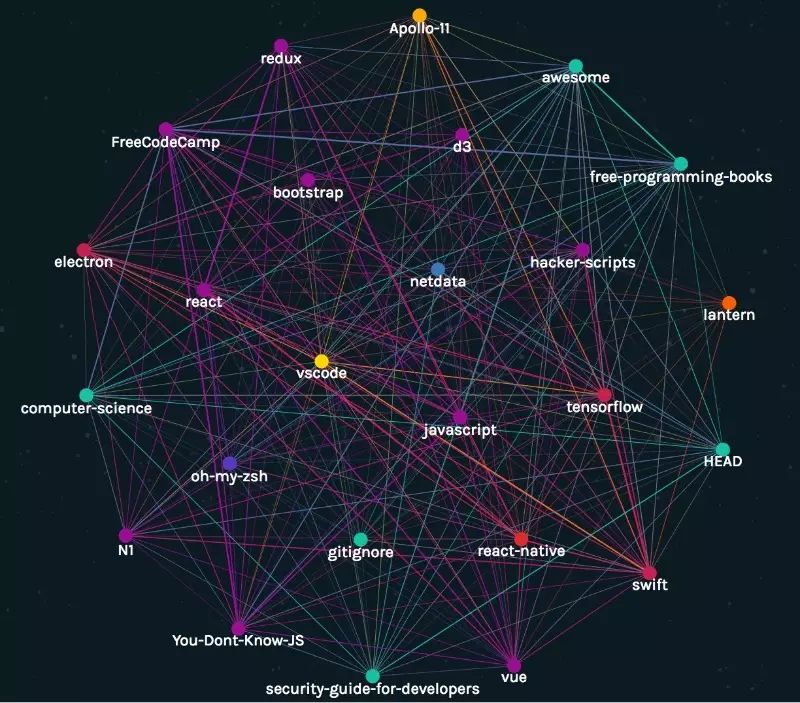 Apollo-11
redux
awesome
FreeCodeCamp
d3
free-programming-books
bootstrap
electron
hacker-scripts
netdata
react
lantern
vscode
computer-science
tensorflow
javascript
HEAD
oh-my-zsh
N1
gitignore
react-native
swift
You-Dont-Know-JS
vue
security-guide-for-developers